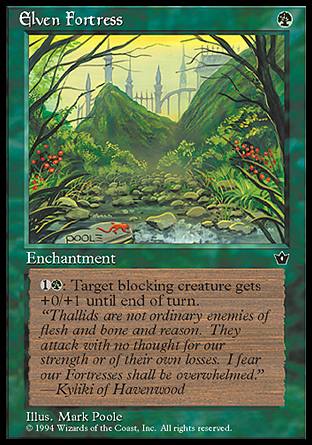 Elven Fortress
POOLE
Enchantment
1: Target blocking creature gets
+0/+1 until end of turn.
"Thallids are not ordinary enemies of
flesh and bone and reason. They
attack with no thought for our
strength or of their own losses. I fear
our Fortresses shall be overwhelmed."
Kyliki of Havenwood
Illus. Mark Poole
© 1994 Wizards of the Coast, Inc. All rights reserved.